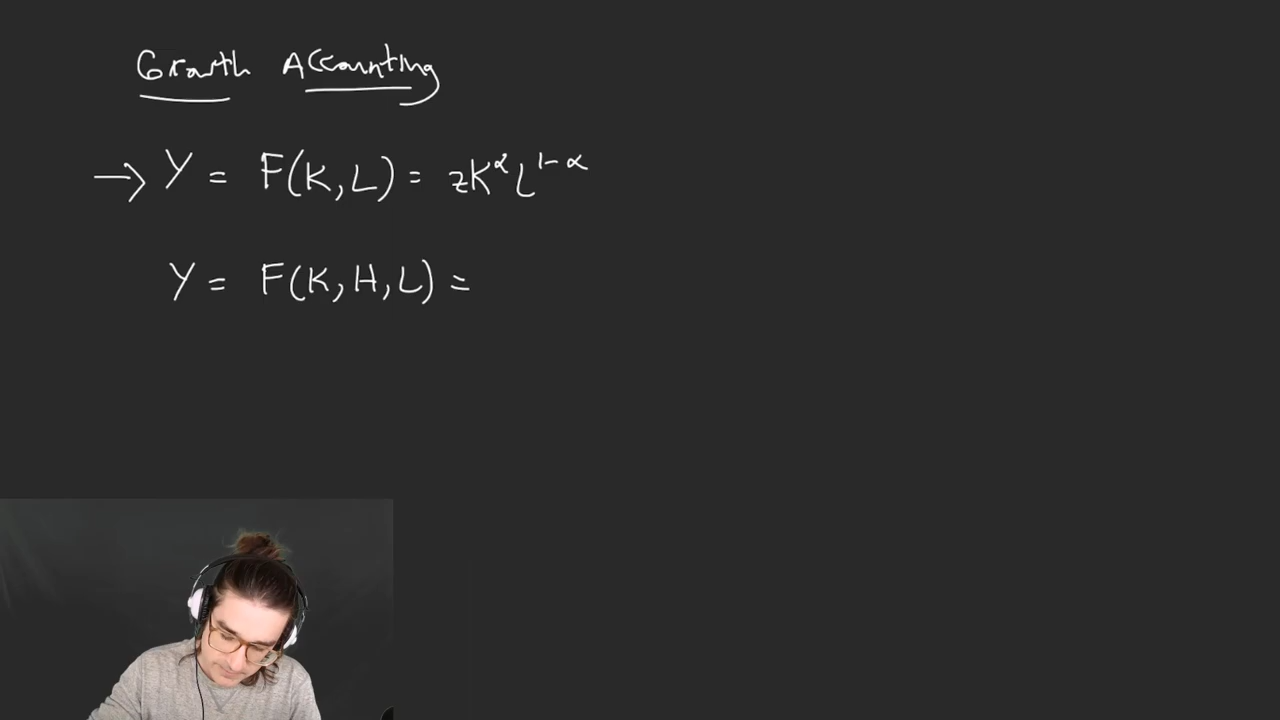 Growth Accounting
→ Y = F(K,L) = zK^α L^{1-α}
Y = F(K,H,L) =